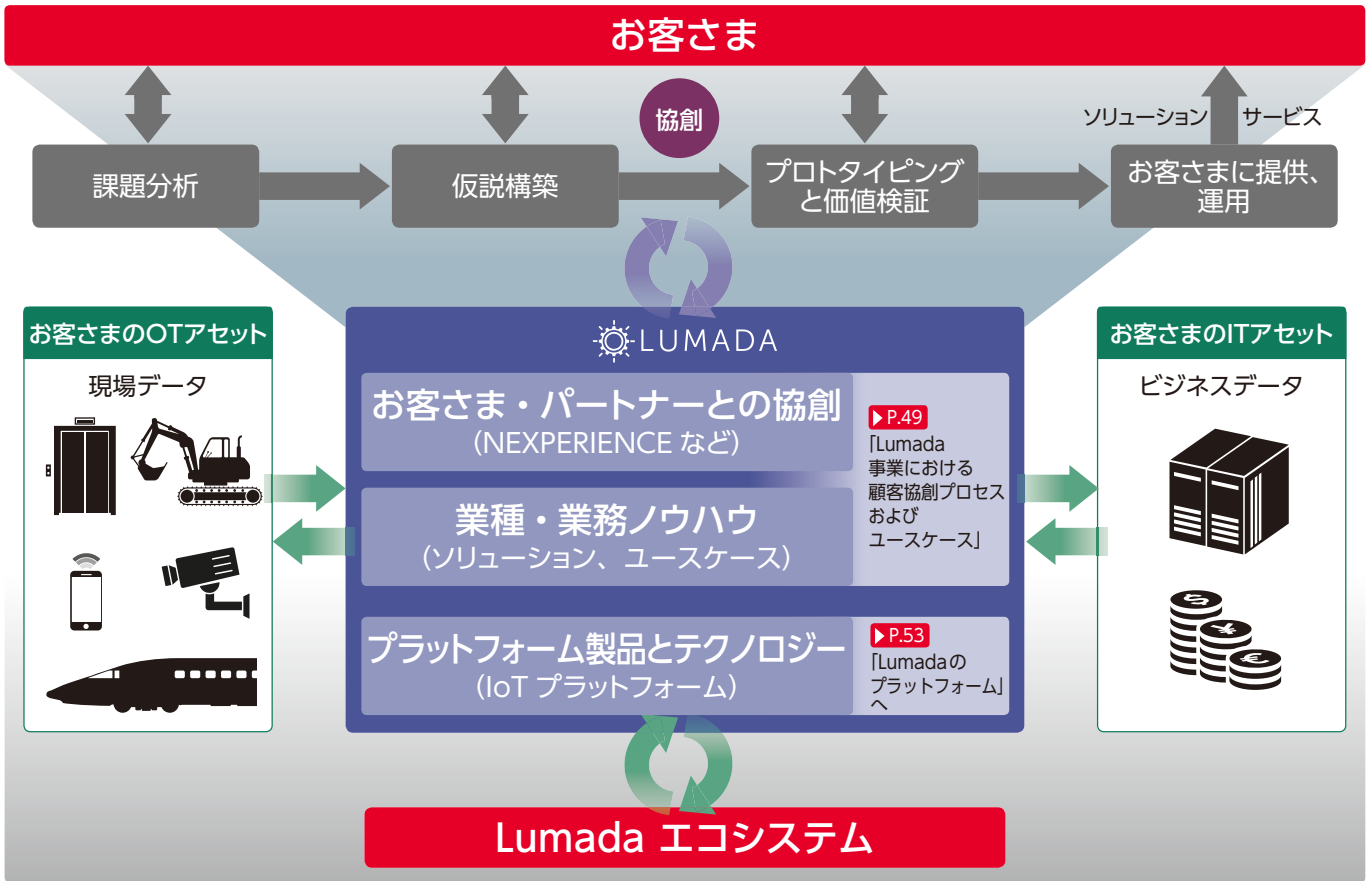 お客さま
協創
ソリューション サービス
課題分析
仮説構築
プロトタイピング
と価値検証
お客さまに提供、
運用
お客さまのOTアセット
現場データ
LUMADA
お客さま・パートナーとの協創
(NEXPERIENCE など)
業種・業務ノウハウ
(ソリューション、ユースケース)
▶P.49
「Lumada
事業における
顧客協創プロセス
および
ユースケース」
プラットフォーム製品とテクノロジー
(IoT プラットフォーム)
▶P.53
「Lumadaの
プラットフォーム」
へ
お客さまのITアセット
ビジネスデータ
$
¥
€
Lumada エコシステム